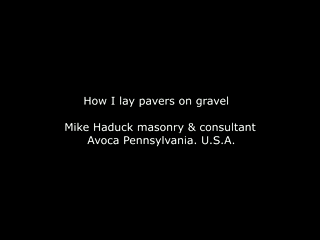 How I lay pavers on gravel
Mike Haduck masonry & consultant
Avoca Pennsylvania. U.S.A.